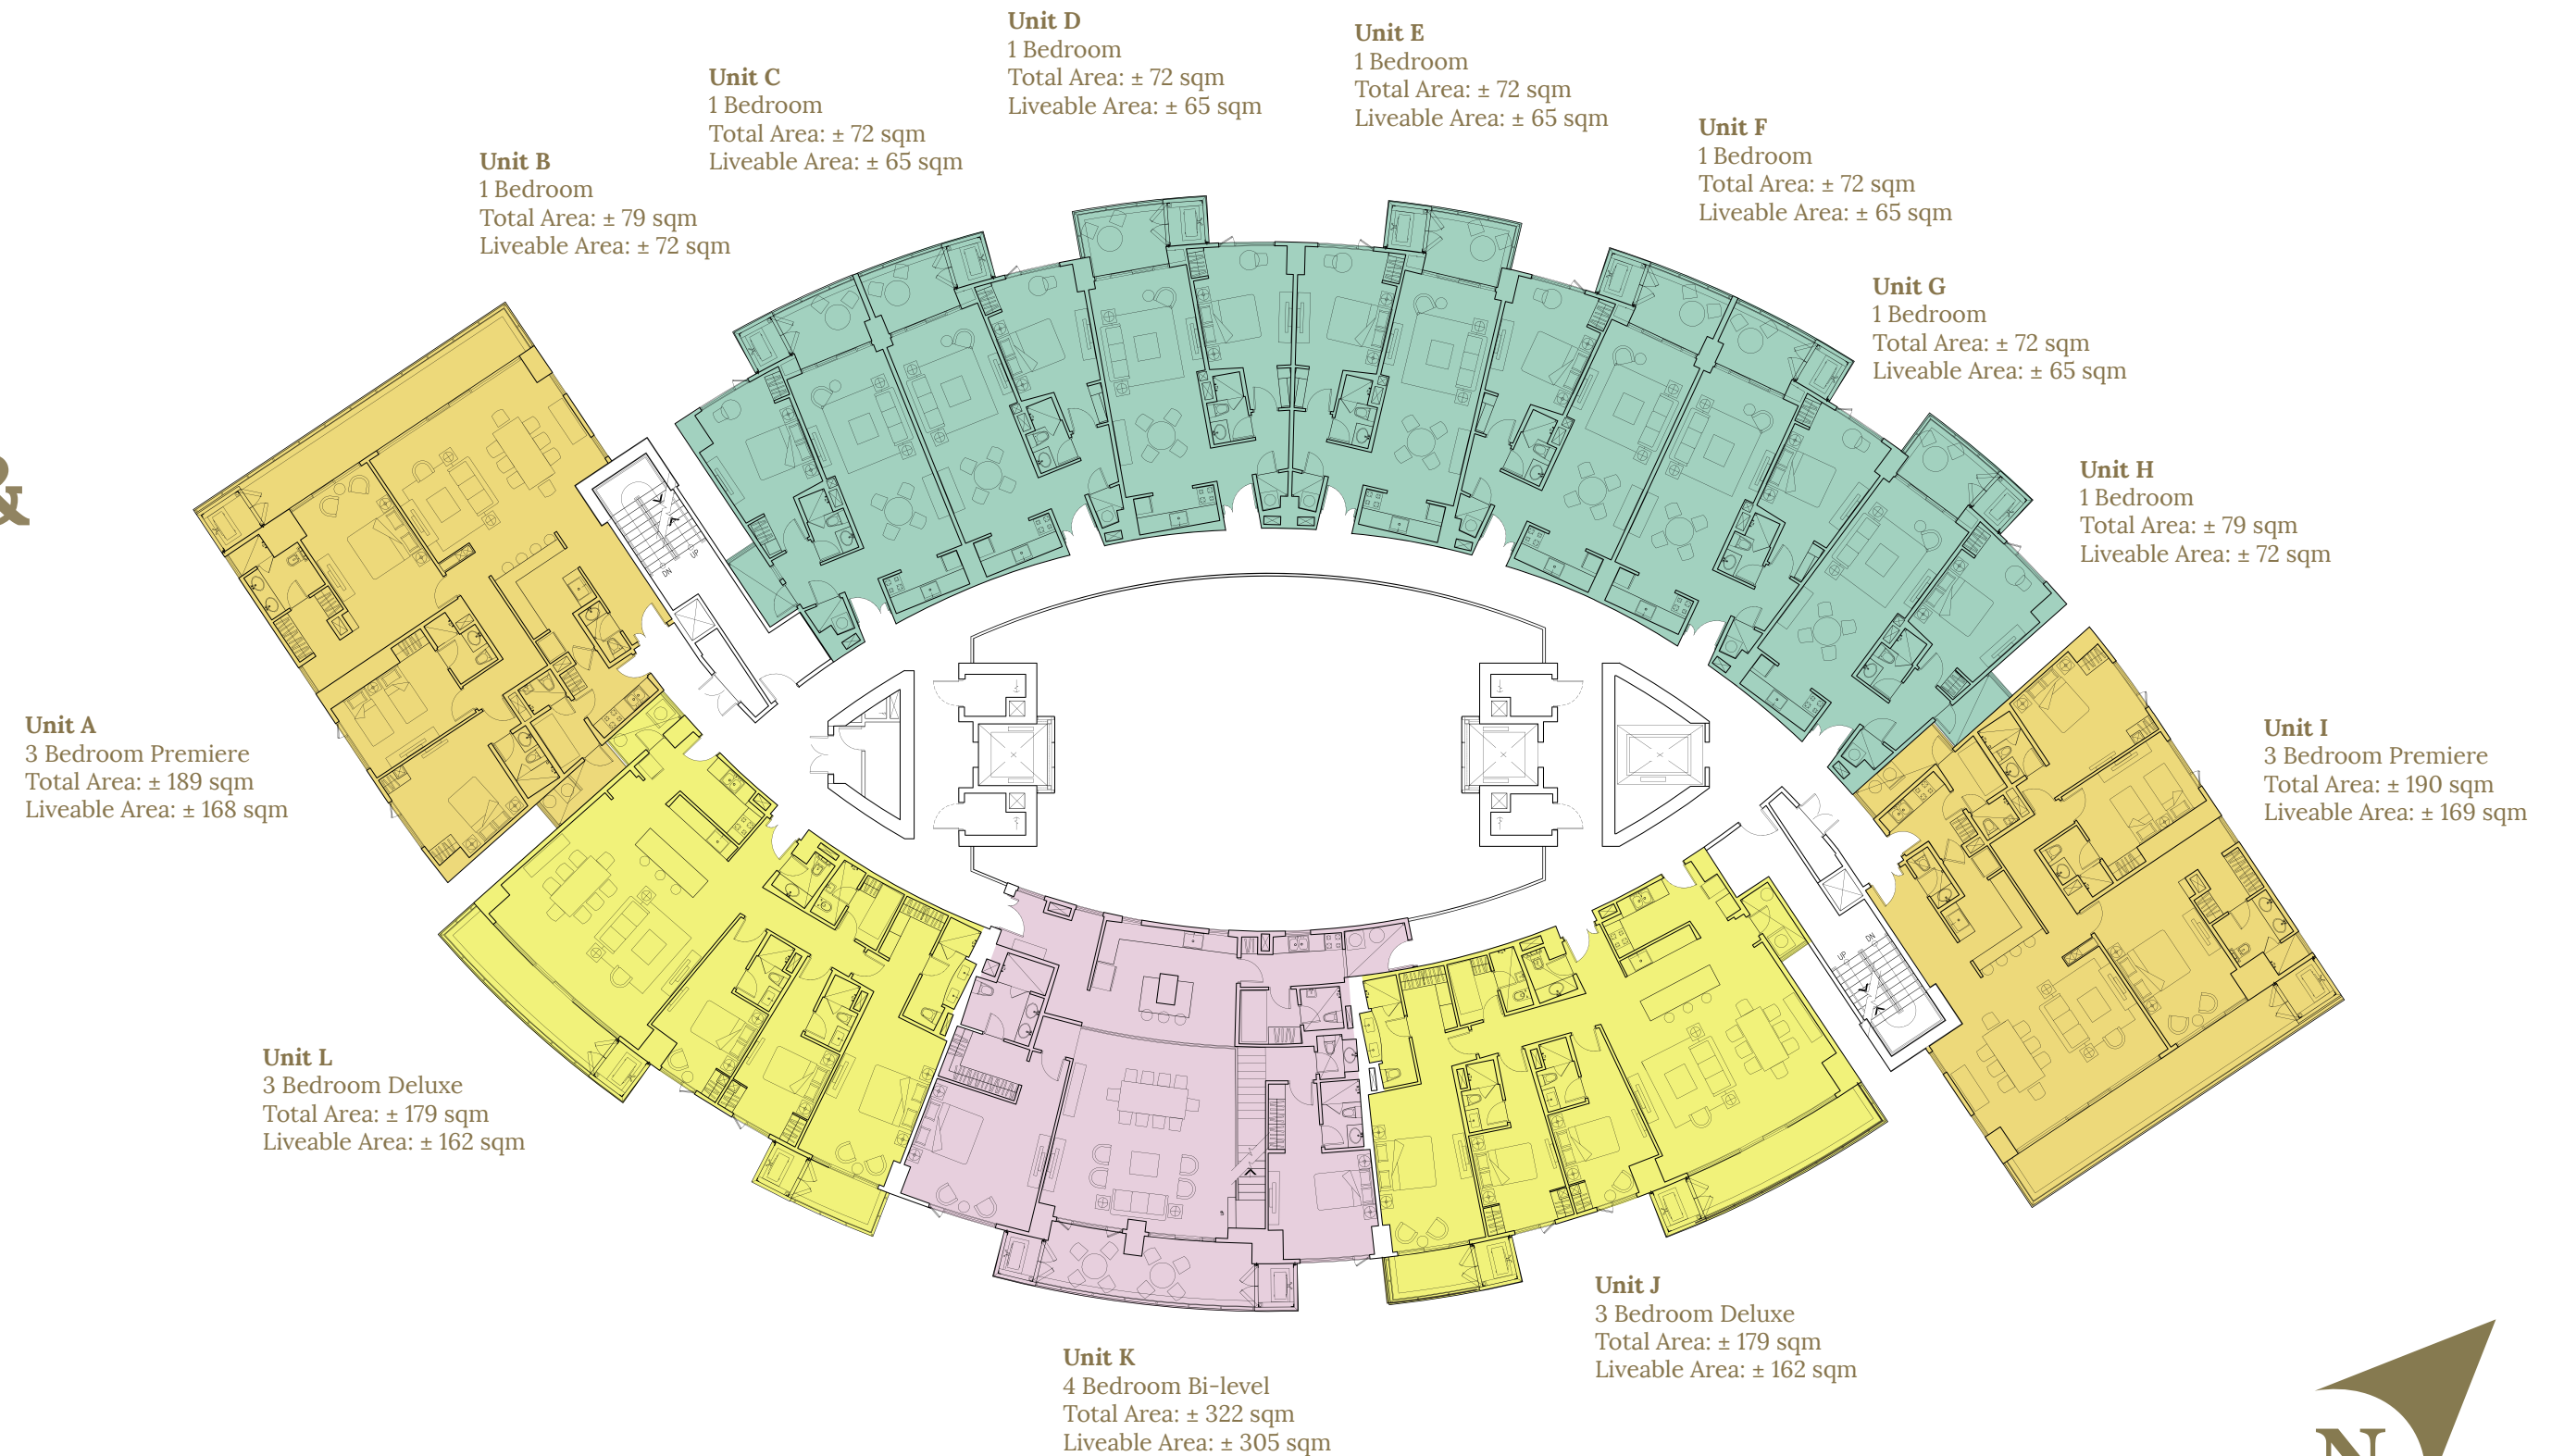 Unit D
1 Bedroom
Total Area: ± 72 sqm
Liveable Area: ± 65 sqm
Unit E
1 Bedroom
Total Area: ± 72 sqm
Liveable Area: ± 65 sqm
Unit C
1 Bedroom
Total Area: ± 72 sqm
Liveable Area: ± 65 sqm
Unit F
1 Bedroom
Total Area: ± 72 sqm
Liveable Area: ± 65 sqm
Unit B
1 Bedroom
Total Area: ± 79 sqm
Liveable Area: ± 72 sqm
Unit G
1 Bedroom
Total Area: ± 72 sqm
Liveable Area: ± 65 sqm
&
Unit H
1 Bedroom
Total Area: ± 79 sqm
Liveable Area: ± 72 sqm
UP
DN
Unit A
3 Bedroom Premiere
Total Area: ± 189 sqm
Liveable Area: ± 168 sqm
Unit I
3 Bedroom Premiere
Total Area: ± 190 sqm
Liveable Area: ± 169 sqm
DN
UP
Unit L
3 Bedroom Deluxe
Total Area: ± 179 sqm
Liveable Area: ± 162 sqm
Unit J
3 Bedroom Deluxe
Total Area: ± 179 sqm
Liveable Area: ± 162 sqm
Unit K
4 Bedroom Bi-level
Total Area: ± 322 sqm
Liveable Area: ± 305 sqm
N